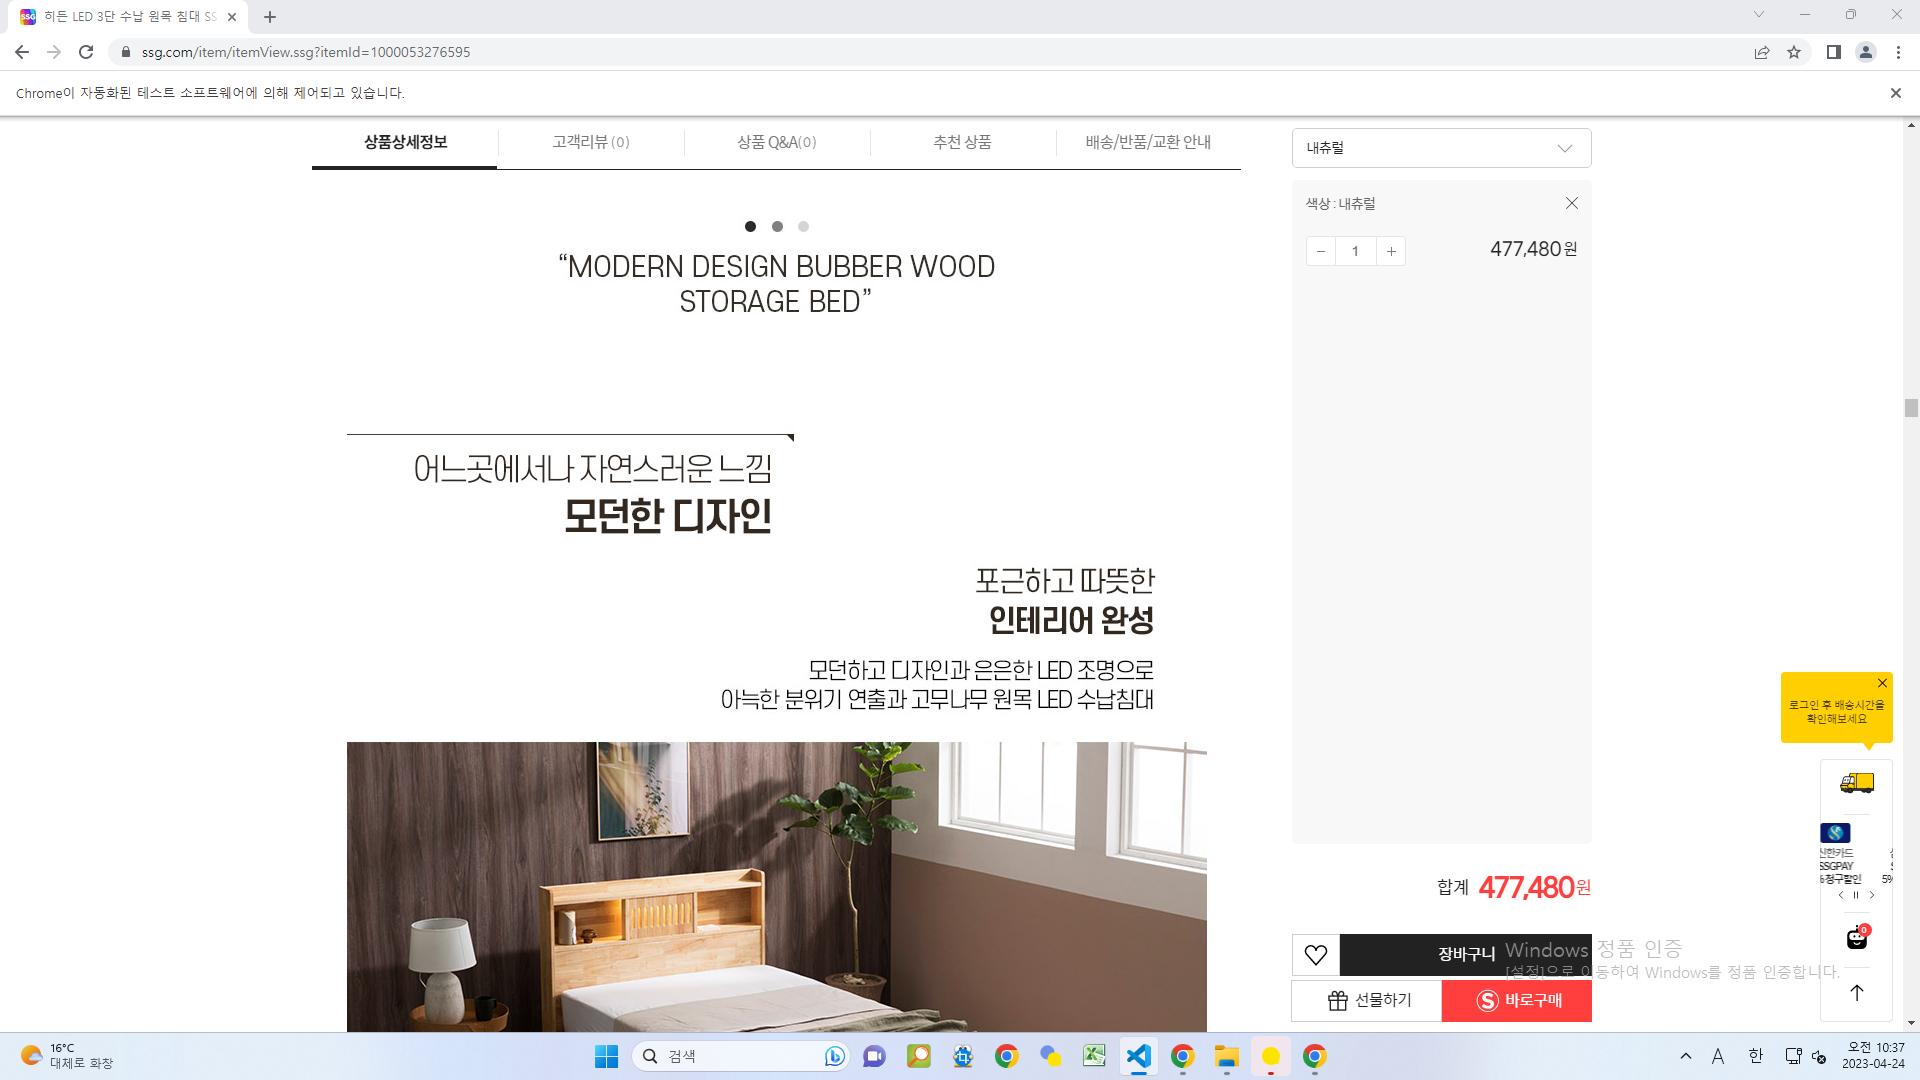 히든 LED 3단 수납 원목 침대 SS
ssg.com/item/itemView.ssg?itemId=1000053276595
Chrome이 자동화된 테스트 소프트웨어에 의해 제어되고 있습니다.
상품상세정보
고객리뷰 (0)
상품 Q&A(0)
추천 상품
배송/반품/교환 안내
“MODERN DESIGN BUBBER WOOD
STORAGE BED”
어느곳에서나 자연스러운 느낌
모던한 디자인
포근하고 따뜻한
인테리어 완성
모던하고 디자인과 은은한 LED 조명으로
아늑한 분위기 연출과 고무나무 원목 LED 수납침대
내츄럴
색상 : 내츄럴
1
477,480원
합계 477,480원
장바구니
선물하기
바로구매
Windows 정품 인증
[설정]으로 이동하여 Windows를 정품 인증합니다.
로그인 후 배송시간을
확인해보세요
신한카드
SSGPAY
%청구할인
5%
0
16°C
대체로 화창
검색
A
한
오전 10:37
2023-04-24